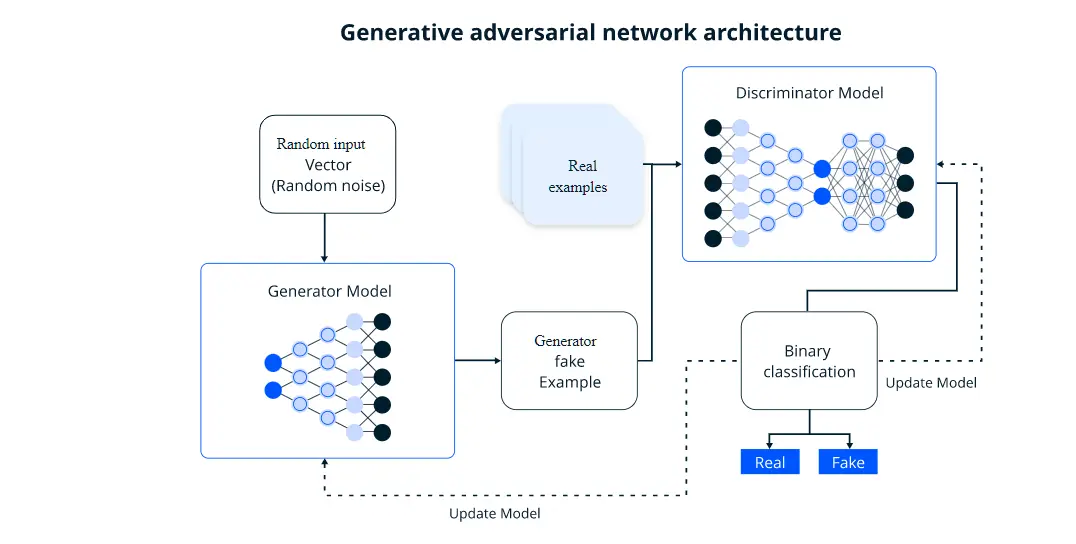 Generative adversarial network architecture
Discriminator Model
Random input
Vector
(Random noise)
Real
examples
Generator Model
Generator
fake
Example
Binary
classification
Update Model
Real
Fake
Update Model